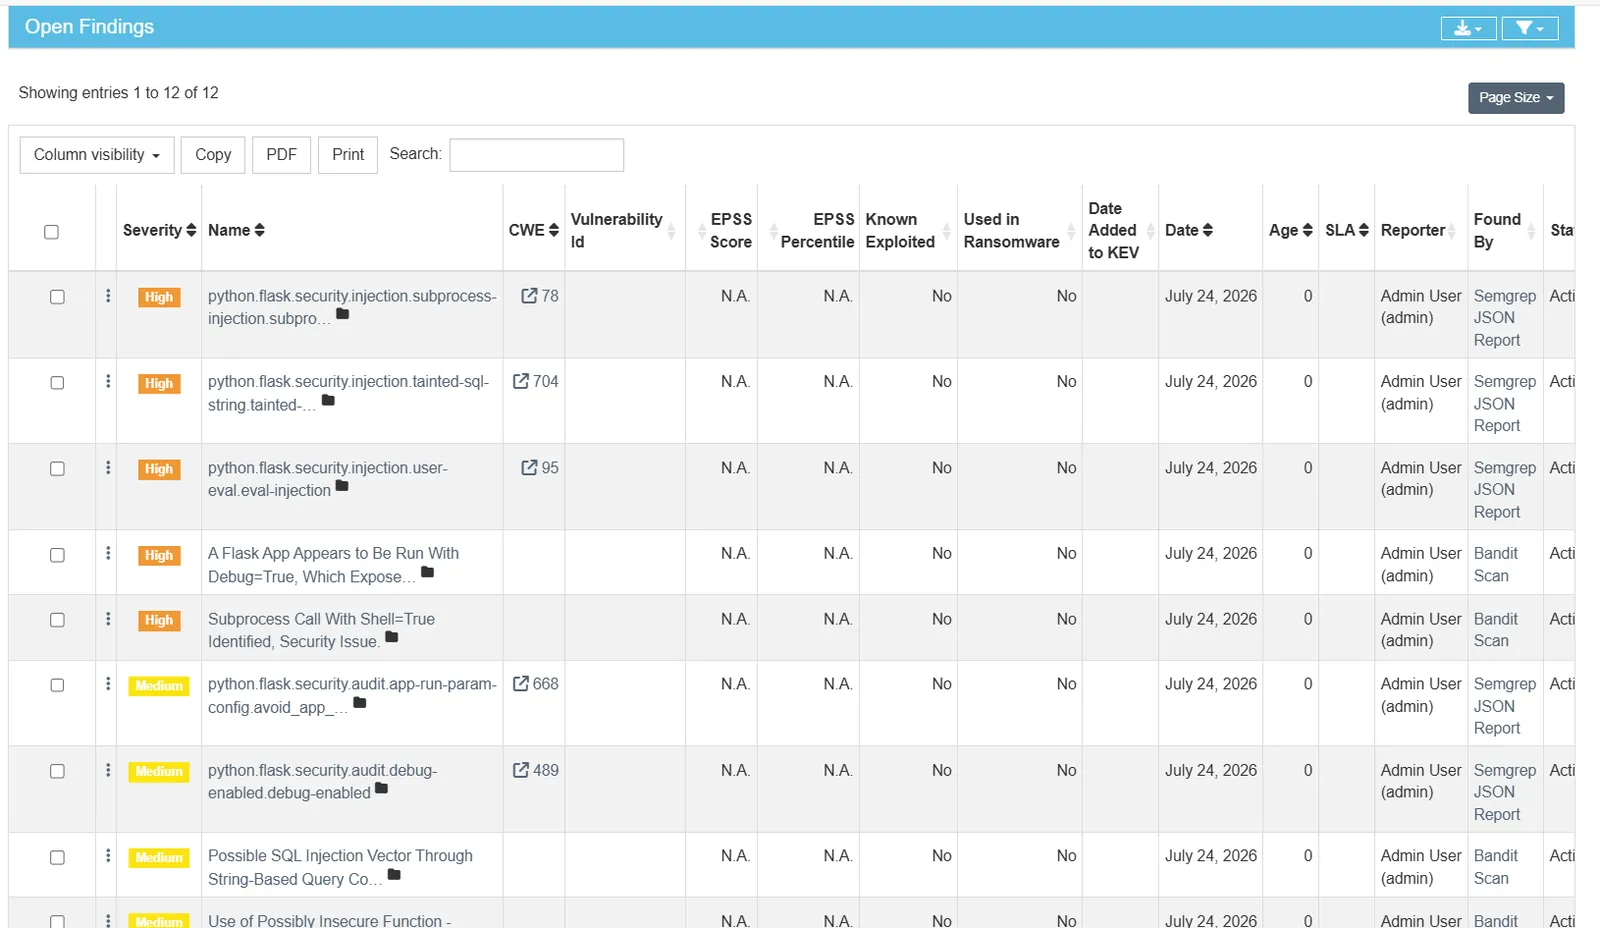 Open Findings
Showing entries 1 to 12 of 12
Page Size
Column visibility Copy PDF Print Search:
Severity Name CWE Vulnerability Id EPSS Score EPSS Percentile Known Exploited Used in Ransomware Date Added to KEV Date Age SLA Reporter Found By Sta
High python.flask.security.injection.subprocess- 78 N.A. N.A. No No July 24, 2026 0 Admin User Semgrep Acti
injection.subpro... (admin) JSON
Report
High python.flask.security.injection.tainted-sql- 704 N.A. N.A. No No July 24, 2026 0 Admin User Semgrep Acti
string.tainted-... (admin) JSON
Report
High python.flask.security.injection.user- 95 N.A. N.A. No No July 24, 2026 0 Admin User Semgrep Acti
eval.eval-injection (admin) JSON
Report
High A Flask App Appears to Be Run With N.A. N.A. No No July 24, 2026 0 Admin User Bandit Acti
Debug=True, Which Expose... (admin) Scan
High Subprocess Call With Shell=True N.A. N.A. No No July 24, 2026 0 Admin User Bandit Acti
Identified, Security Issue. (admin) Scan
Medium python.flask.security.audit.app-run-param- 668 N.A. N.A. No No July 24, 2026 0 Admin User Semgrep Acti
config.avoid_app_... (admin) JSON
Report
Medium python.flask.security.audit.debug- 489 N.A. N.A. No No July 24, 2026 0 Admin User Semgrep Acti
enabled.debug-enabled (admin) JSON
Report
Medium Possible SQL Injection Vector Through N.A. N.A. No No July 24, 2026 0 Admin User Bandit Acti
String-Based Query Co... (admin) Scan
Medium Use of Possibly Insecure Function - N.A. N.A. No No July 24, 2026 0 Admin User Bandit Acti